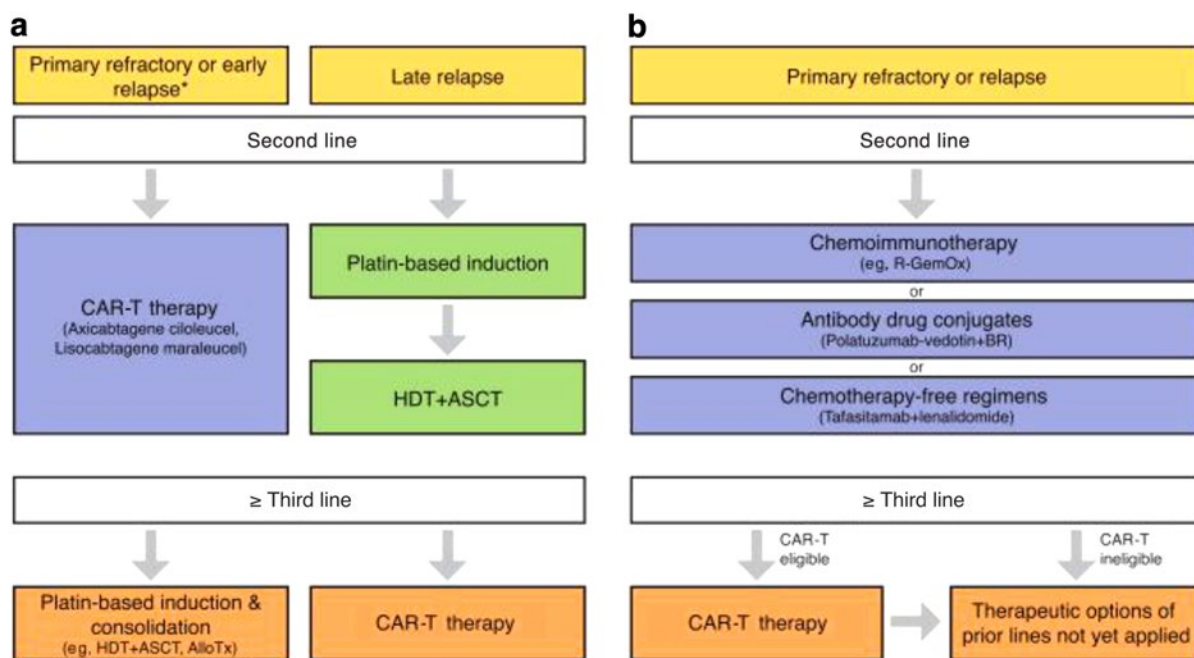 a
Primary refractory or early
relapse*
Late relapse
Second line
CAR-T therapy
(Axicabtagene ciloleucel,
Lisocabtagene maraleucel)
Platin-based induction
HDT+ASCT
≥ Third line
Platin-based induction &
consolidation
(eg, HDT+ASCT, AlloTx)
CAR-T therapy
b
Primary refractory or relapse
Second line
Chemoimmunotherapy
(eg, R-GemOx)
or
Antibody drug conjugates
(Polatuzumab-vedotin+BR)
or
Chemotherapy-free regimens
(Tafasitamab+lenalidomide)
≥ Third line
CAR-T
eligible
CAR-T
ineligible
CAR-T therapy
Therapeutic options of
prior lines not yet applied